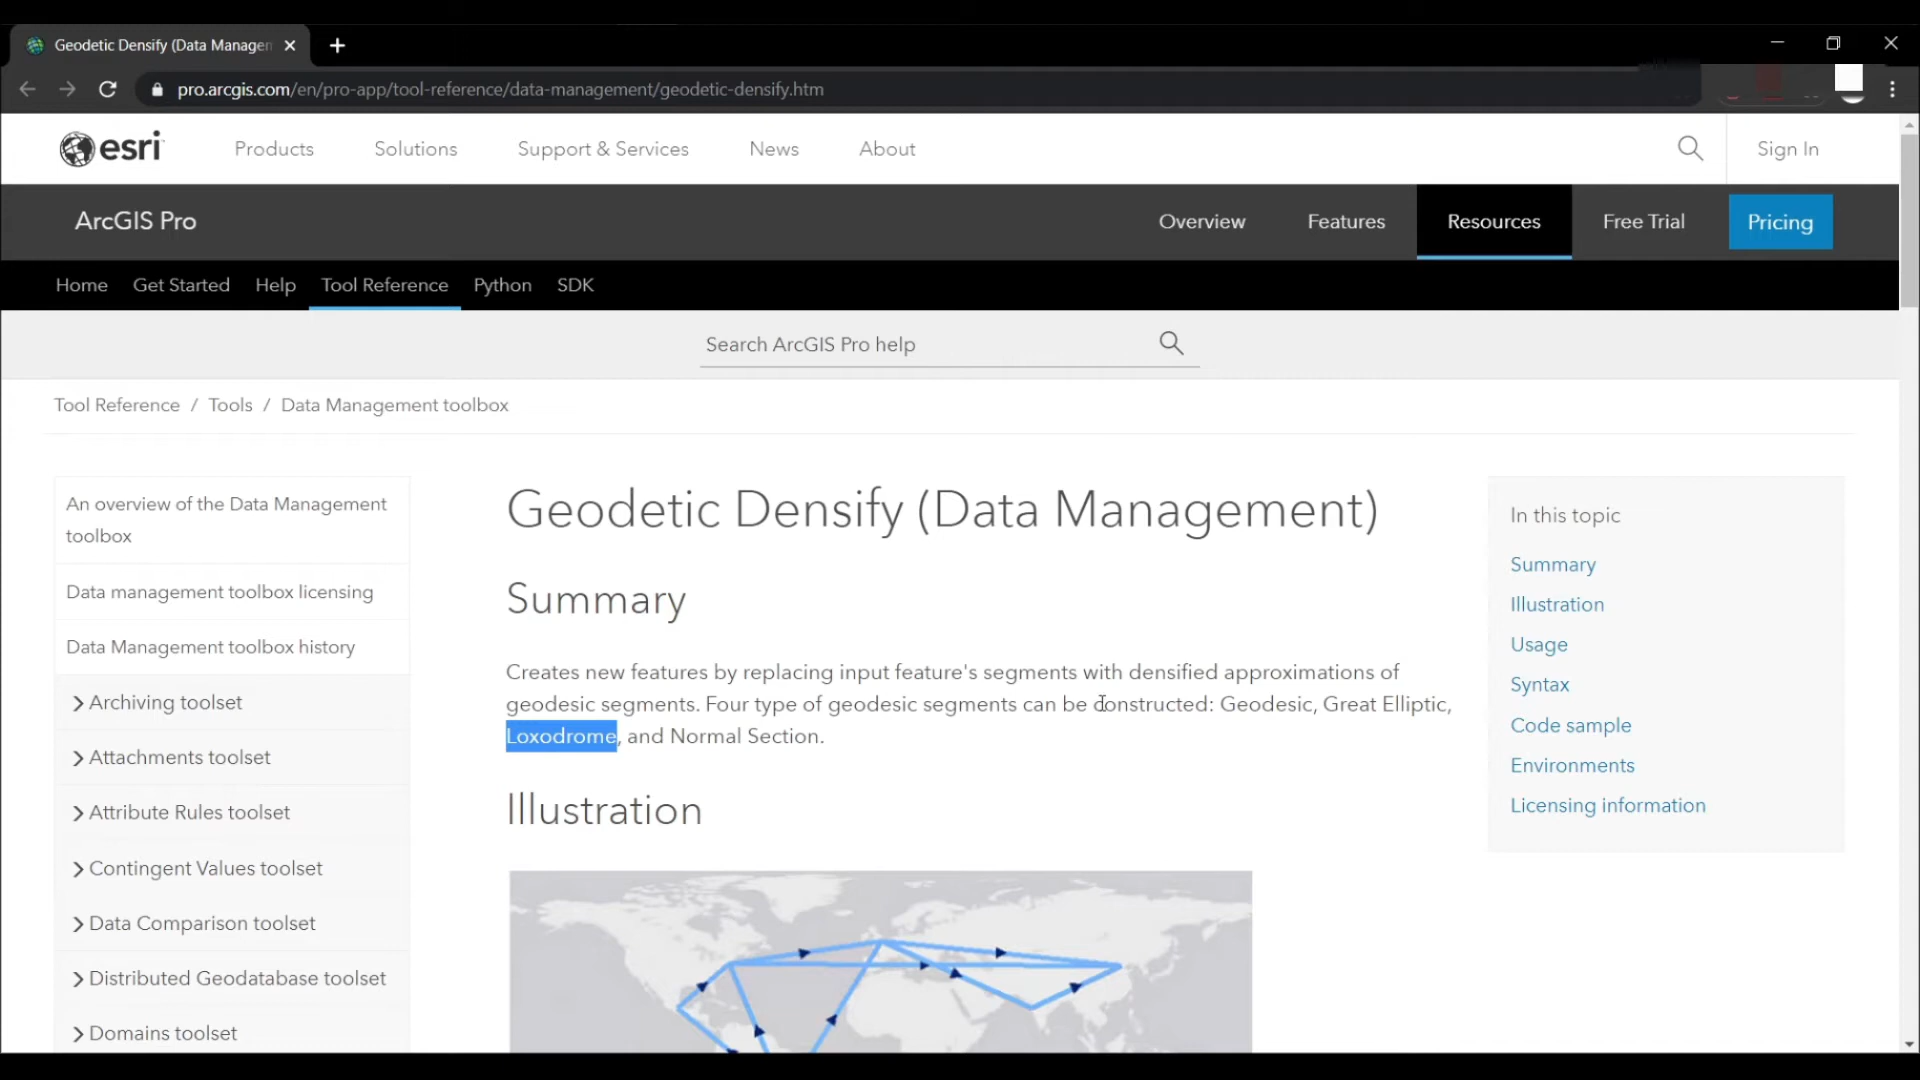 Geodetic Densify (Data Managen
pro.arcgis.com/en/pro-app/tool-reference/data-management/geodetic-densify.htm
esri
Products
Solutions
Support & Services
News
About
Sign In
ArcGIS Pro
Overview
Features
Resources
Free Trial
Pricing
Home
Get Started
Help
Tool Reference
Python
SDK
Search ArcGIS Pro help
Tool Reference / Tools / Data Management toolbox
An overview of the Data Management
toolbox
Data management toolbox licensing
Data Management toolbox history
Archiving toolset
Attachments toolset
Attribute Rules toolset
Contingent Values toolset
Data Comparison toolset
Distributed Geodatabase toolset
Domains toolset
Geodetic Densify (Data Management)
Summary
Creates new features by replacing input feature's segments with densified approximations of
geodesic segments. Four type of geodesic segments can be constructed: Geodesic, Great Elliptic,
Loxodrome, and Normal Section.
Illustration
In this topic
Summary
Illustration
Usage
Syntax
Code sample
Environments
Licensing information